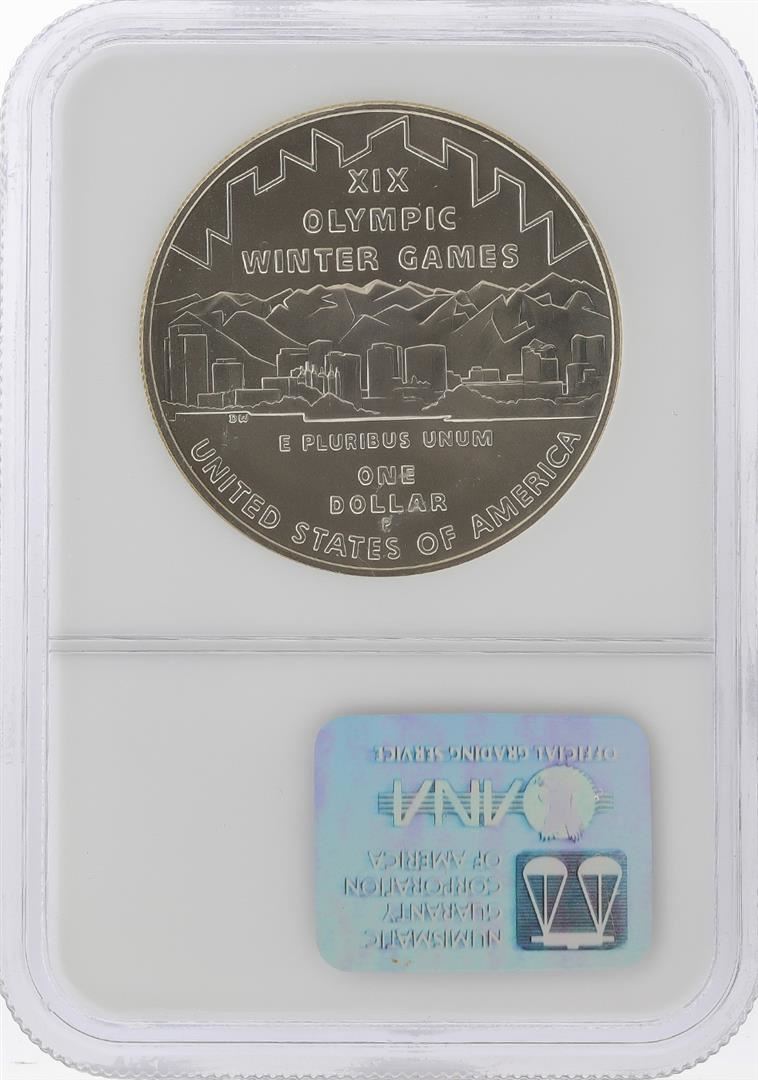 XIX
OLYMPIC
WINTER GAMES
DW
E PLURIBUS UNUM
ONE
DOLLAR
P
UNITED STATES OF AMERICA
NUMISMATIC
GUARANTY
CORPORATION
OF AMERICA
ANA
OFFICIAL GRADING SERVICE